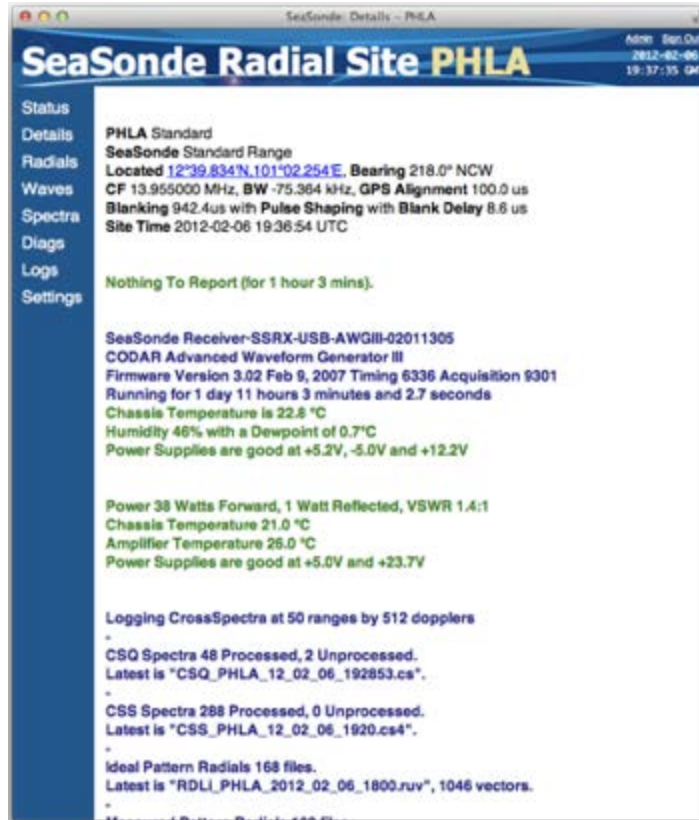 SeaSonde: Details - PHLA
SeaSonde Radial Site PHLA
Admin Sign Ou
2012-02-06
19:37:35 GM
Status
Details
Radials
Waves
Spectra
Diags
Logs
Settings
PHLA Standard
SeaSonde Standard Range
Located 12°39.834'N,101°02.254'E, Bearing 218.0° NCW
CF 13.955000 MHz, BW -75.364 kHz, GPS Alignment 100.0 us
Blanking 942.4us with Pulse Shaping with Blank Delay 8.6 us
Site Time 2012-02-06 19:36:54 UTC
Nothing To Report (for 1 hour 3 mins).
SeaSonde Receiver-SSRX-USB-AWGIII-02011305
CODAR Advanced Waveform Generator III
Firmware Version 3.02 Feb 9, 2007 Timing 6336 Acquisition 9301
Running for 1 day 11 hours 3 minutes and 2.7 seconds
Chassis Temperature is 22.8 °C
Humidity 46% with a Dewpoint of 0.7°C
Power Supplies are good at +5.2V, -5.0V and +12.2V
Power 38 Watts Forward, 1 Watt Reflected, VSWR 1.4:1
Chassis Temperature 21.0 °C
Amplifier Temperature 26.0 °C
Power Supplies are good at +5.0V and +23.7V
Logging CrossSpectra at 50 ranges by 512 dopplers
-
CSQ Spectra 48 Processed, 2 Unprocessed.
Latest is "CSQ_PHLA_12_02_06_192853.cs".
-
CSS Spectra 288 Processed, 0 Unprocessed.
Latest is "CSS_PHLA_12_02_06_1920.cs4".
-
Ideal Pattern Radials 168 files.
Latest is "RDLi_PHLA_2012_02_06_1800.ruv", 1046 vectors.
-